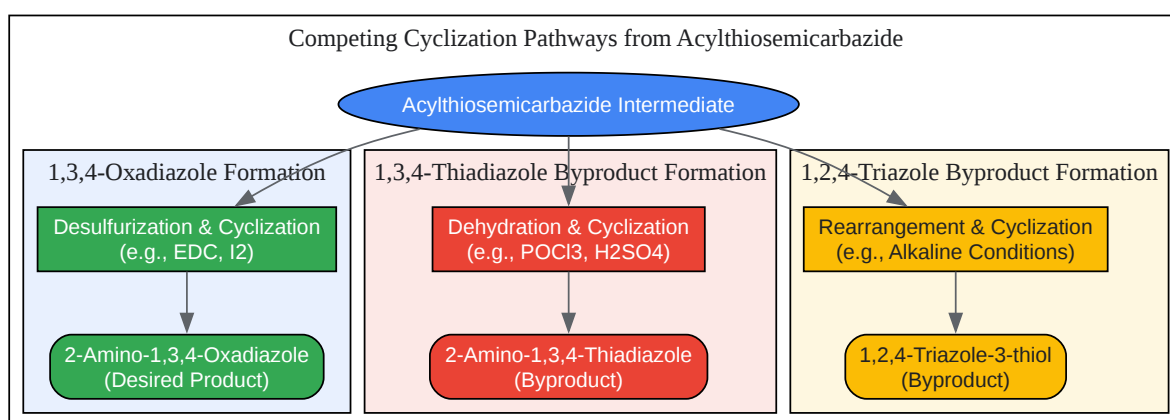 Competing Cyclization Pathways from Acylthiosemicarbazide
Acylthiosemicarbazide Intermediate
1,3,4-Oxadiazole Formation
1,3,4-Thiadiazole Byproduct Formation
1,2,4-Triazole Byproduct Formation
Desulfurization & Cyclization
(e.g., EDC, I2)
Dehydration & Cyclization
(e.g., POCl3, H2SO4)
Rearrangement & Cyclization
(e.g., Alkaline Conditions)
2-Amino-1,3,4-Oxadiazole
(Desired Product)
2-Amino-1,3,4-Thiadiazole
(Byproduct)
1,2,4-Triazole-3-thiol
(Byproduct)